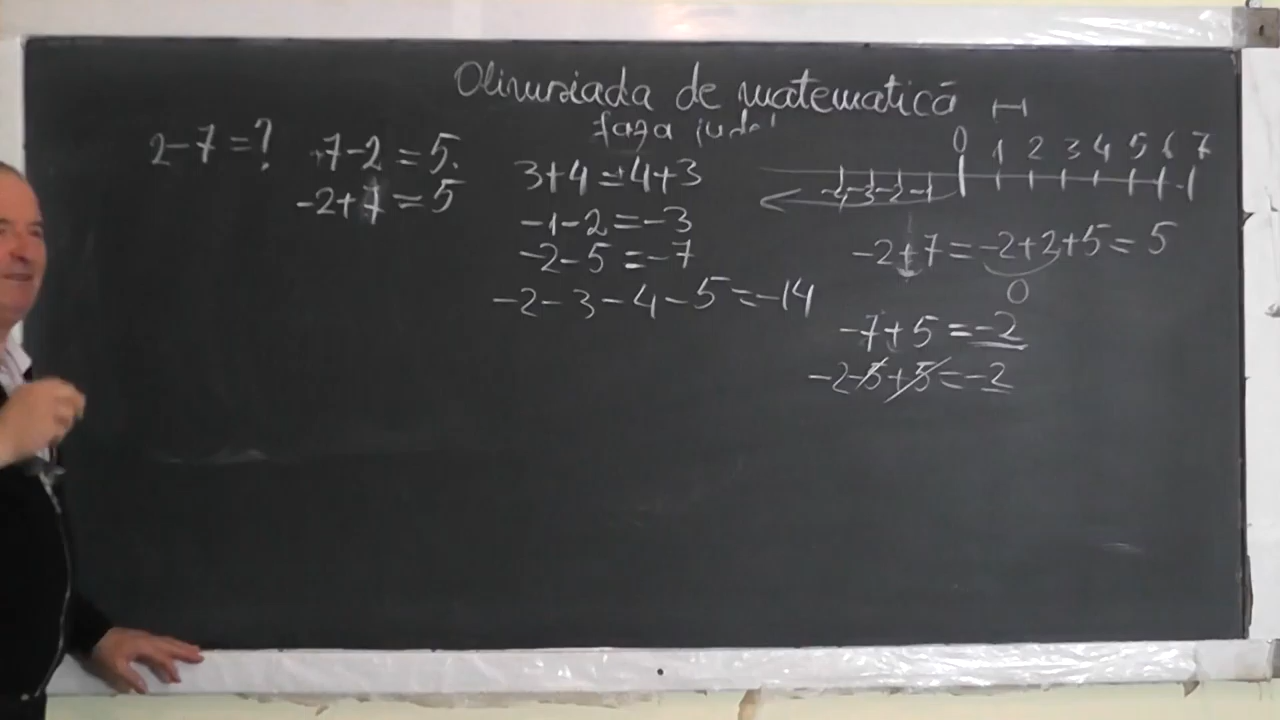 Olimpiada de matematică
faza jude
2-7=?
+7-2=5.
-2+7=5
3+4=+4+3
-1-2=-3
-2-5=-7
-2-3-4-5=-14
0 1 2 3 4 5 6 7
-4 -3 -2 -1
-2+7=-2+2+5=5
0
-7+5=-2
-2-5+5=-2